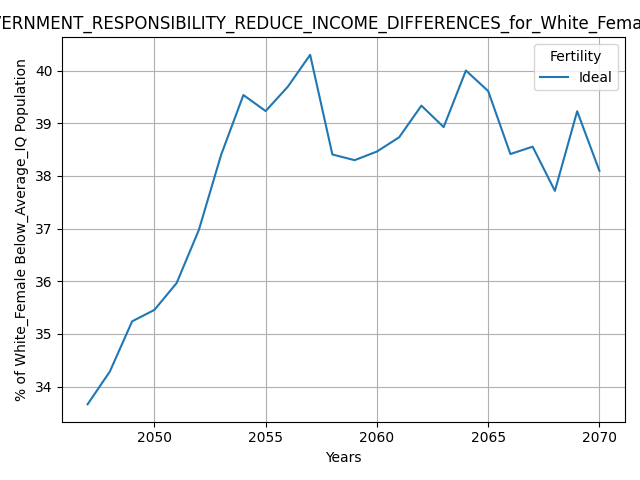 VERNMENT_RESPONSIBILITY_REDUCE_INCOME_DIFFERENCES_for_White_Fema
Fertility
Ideal
% of White_Female Below_Average_IQ Population
40
39
38
37
36
35
34
2050 2055 2060 2065 2070
Years